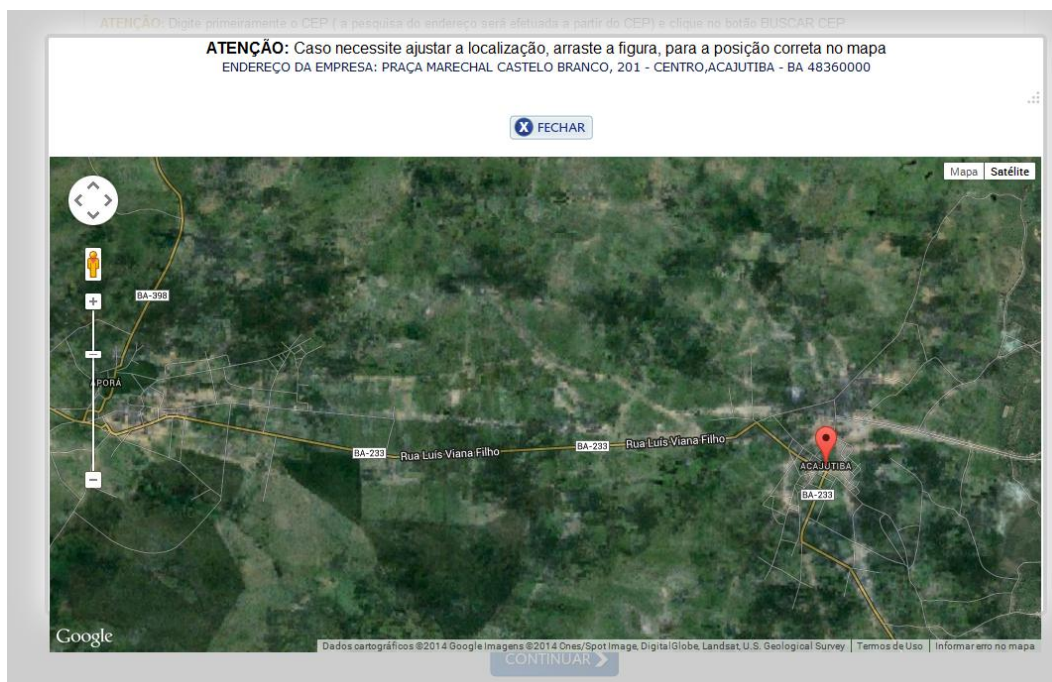 ATENÇÃO: Digite primeiramente o CEP ( a pesquisa do endereço será efetuada a partir do CEP) e clique no botão BUSCAR CEP
ATENÇÃO: Caso necessite ajustar a localização, arraste a figura, para a posição correta no mapa
ENDEREÇO DA EMPRESA: PRAÇA MARECHAL CASTELO BRANCO, 201 - CENTRO,ACAJUTIBA - BA 48360000
X FECHAR
Mapa Satélite
BA-398
APORÁ
BA-233 Rua Luís Viana Filho BA-233 Rua Luís Viana Filho
ACAJUTIBA
BA-233
Google
Dados cartográficos ©2014 Google Imagens ©2014 Cnes/Spot Image, DigitalGlobe, Landsat, U.S. Geological Survey Termos de Uso Informar erro no mapa
CONTINUAR